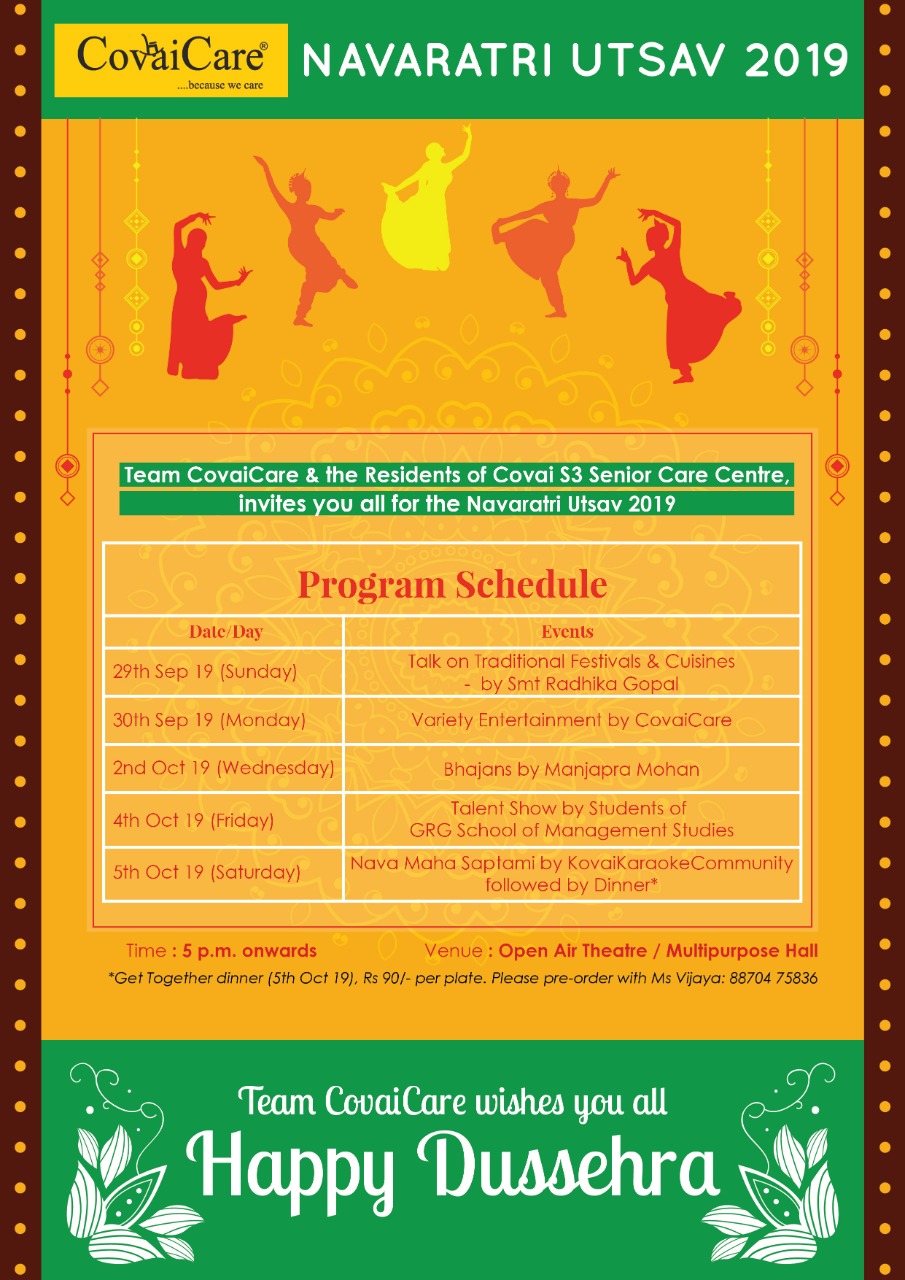 CovaiCare®
....because we care
NAVARATRI UTSAV 2019
Team CovaiCare & the Residents of Covai S3 Senior Care Centre,
invites you all for the Navaratri Utsav 2019
Program Schedule
Date/Day
Events
29th Sep 19 (Sunday)
Talk on Traditional Festivals & Cuisines
- by Smt Radhika Gopal
30th Sep 19 (Monday)
Variety Entertainment by CovaiCare
2nd Oct 19 (Wednesday)
Bhajans by Manjapra Mohan
4th Oct 19 (Friday)
Talent Show by Students of
GRG School of Management Studies
5th Oct 19 (Saturday)
Nava Maha Saptami by KovaiKaraokeCommunity
followed by Dinner*
Time : 5 p.m. onwards
Venue : Open Air Theatre / Multipurpose Hall
*Get Together dinner (5th Oct 19), Rs 90/- per plate. Please pre-order with Ms Vijaya: 88704 75836
Team CovaiCare wishes you all
Happy Dussehra